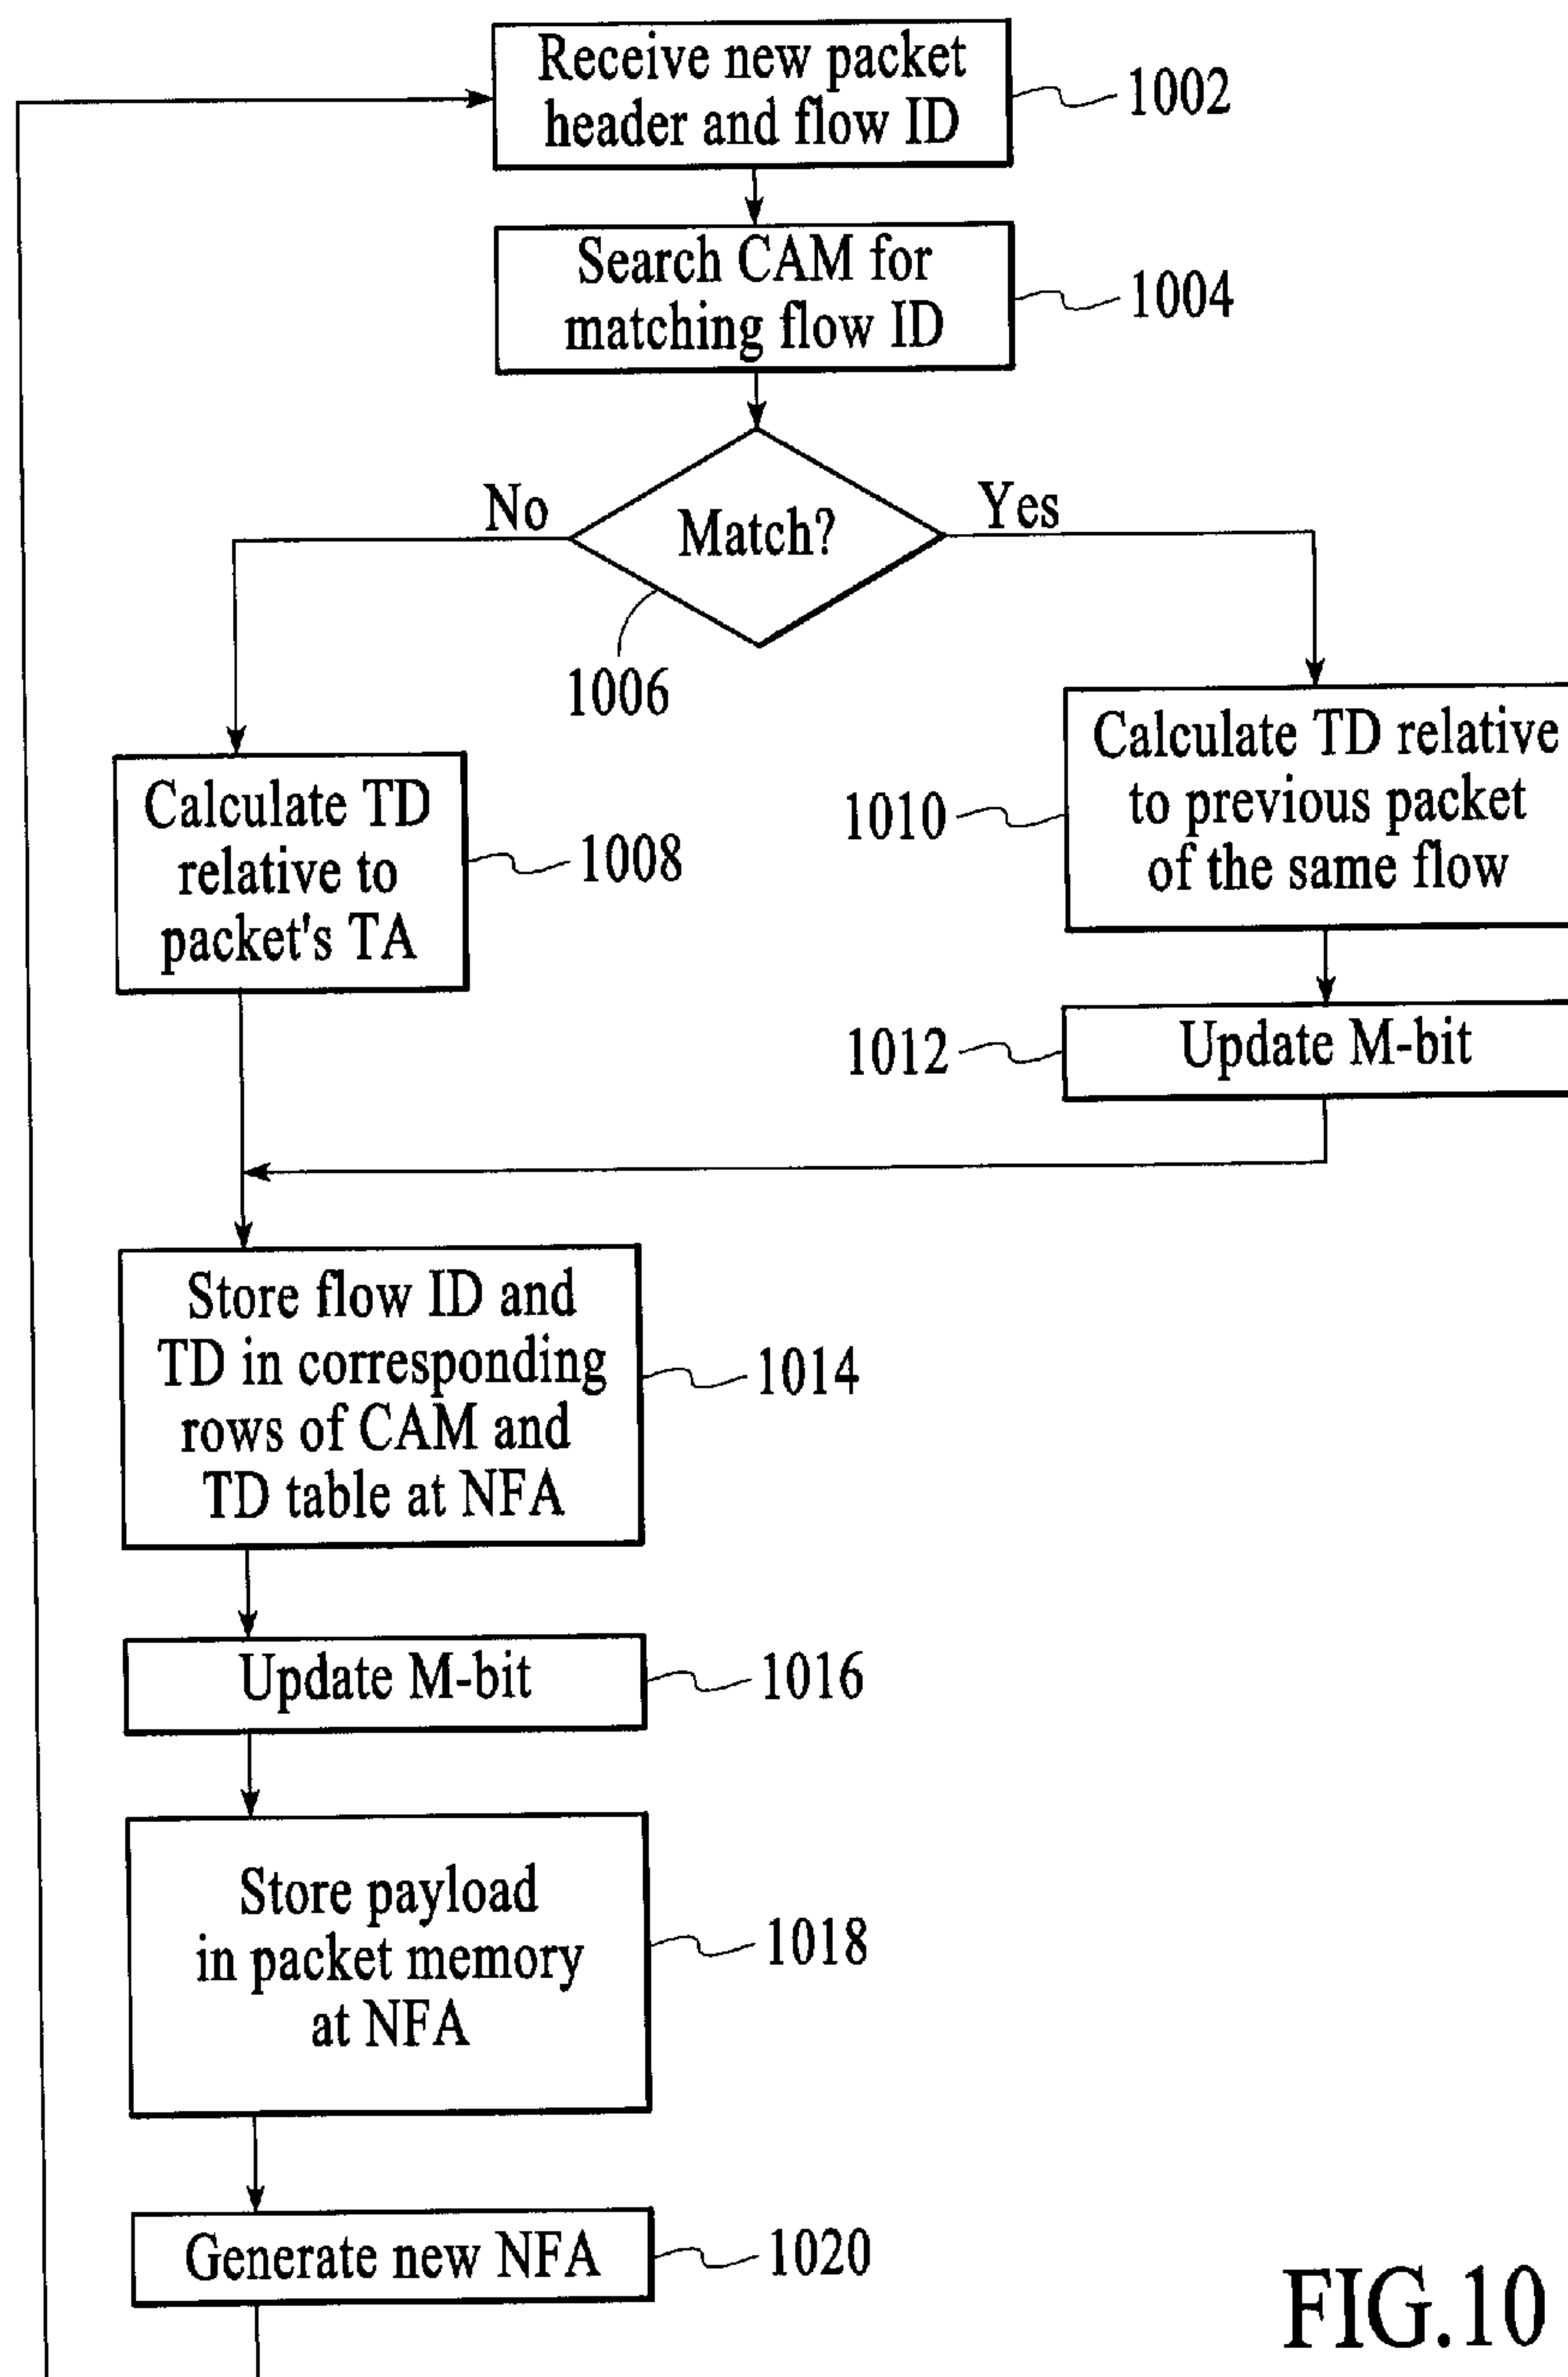 Receive new packet
header and flow ID
1002
Search CAM for
matching flow ID
1004
No
Match?
Yes
1006
Calculate TD
relative to
packet's TA
1008
Calculate TD relative
to previous packet
of the same flow
1010
Update M-bit
1012
Store flow ID and
TD in corresponding
rows of CAM and
TD table at NFA
1014
Update M-bit
1016
Store payload
in packet memory
at NFA
1018
Generate new NFA
1020
FIG.10